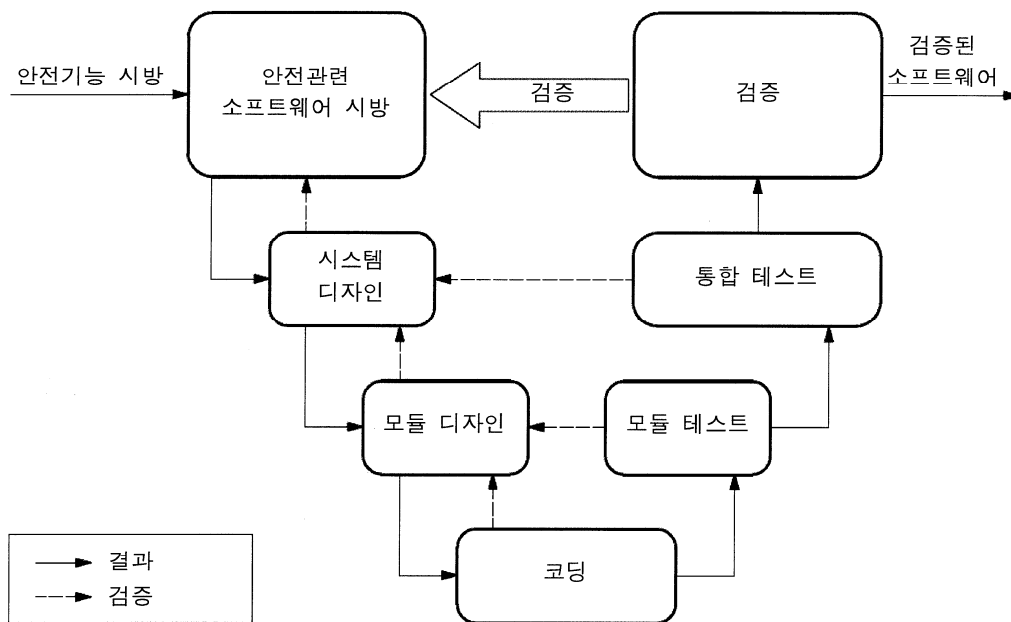 안전기능 시방
안전관련
소프트웨어 시방
검증
검증
검증된
소프트웨어
시스템
디자인
통합 테스트
모듈 디자인
모듈 테스트
코딩
결과
검증